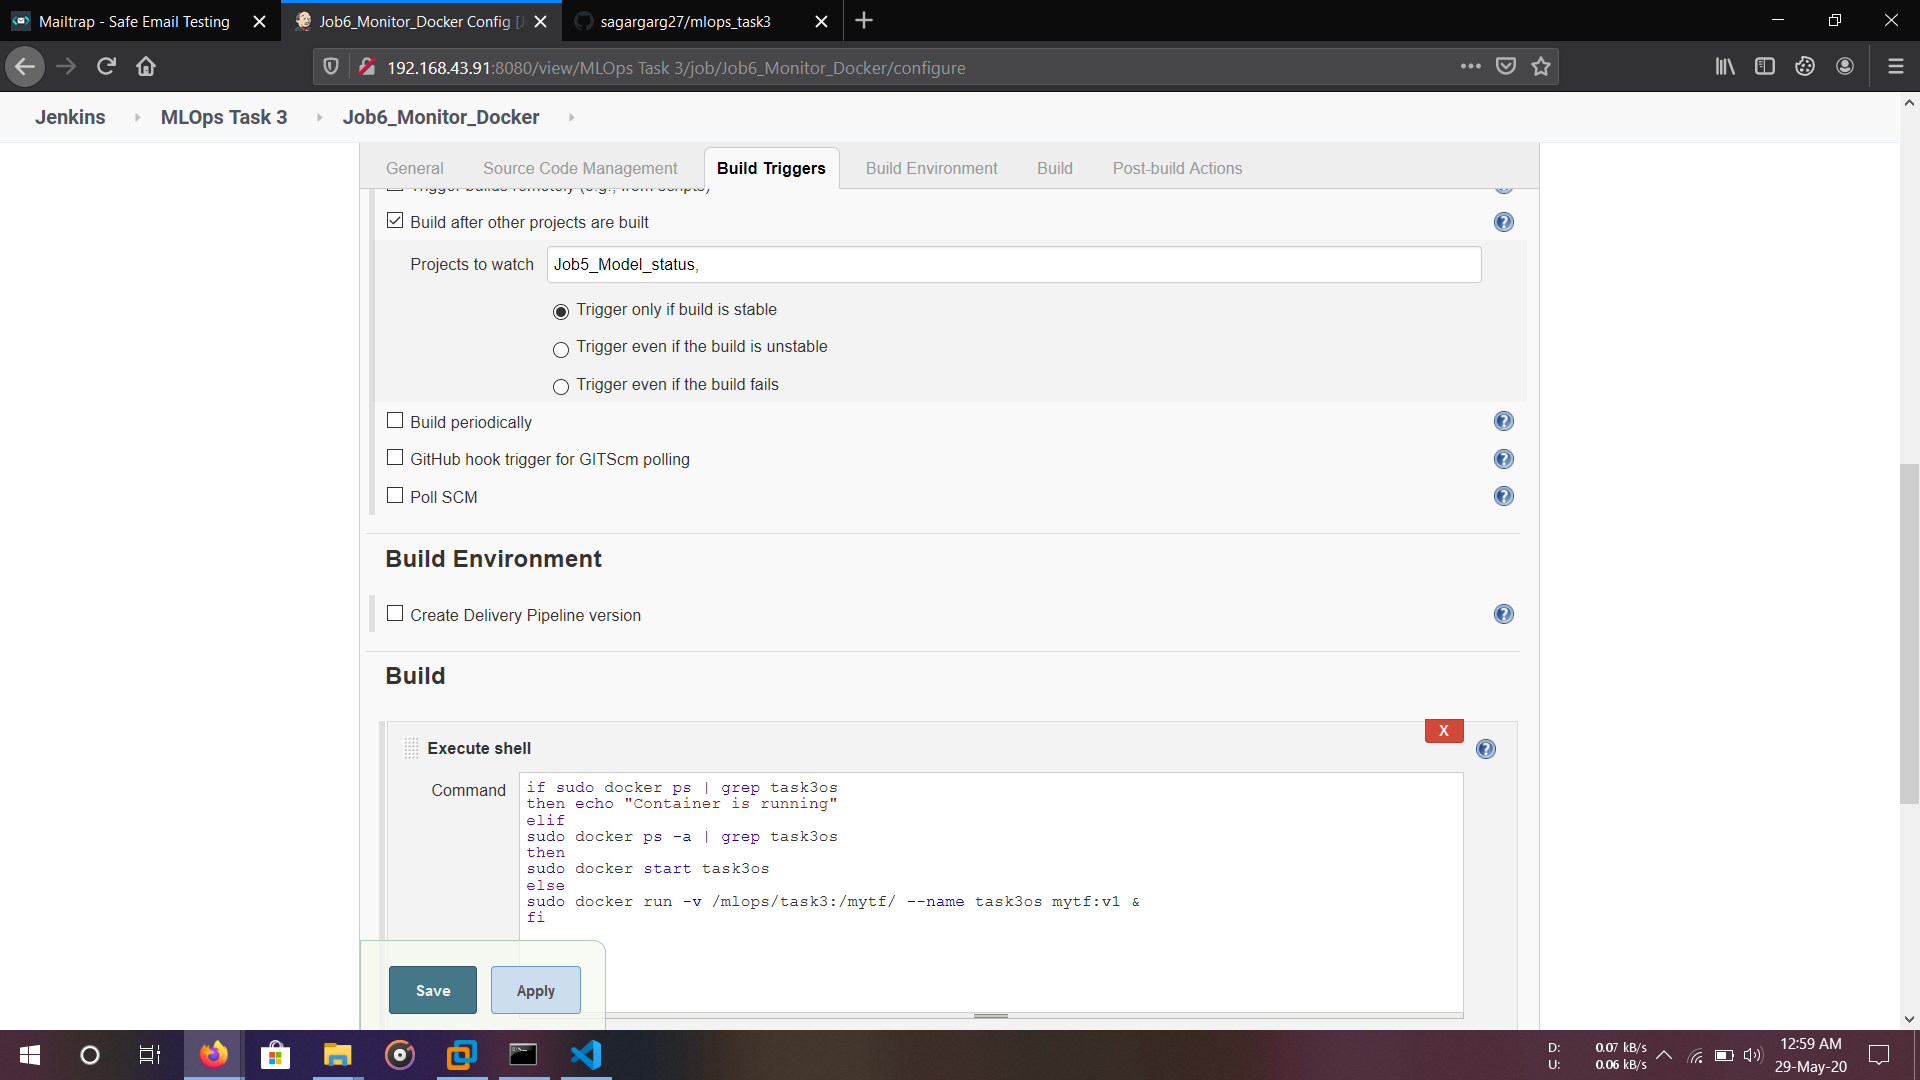 Mailtrap - Safe Email Testing
Job6_Monitor_Docker Config [J
sagargarg27/mlops_task3
192.168.43.91:8080/view/MLOps Task 3/job/Job6_Monitor_Docker/configure
Jenkins MLOps Task 3 Job6_Monitor_Docker
General Source Code Management Build Triggers Build Environment Build Post-build Actions
Trigger builds remotely (e.g., from scripts)
Build after other projects are built
Projects to watch Job5_Model_status,
Trigger only if build is stable
Trigger even if the build is unstable
Trigger even if the build fails
Build periodically
GitHub hook trigger for GITScm polling
Poll SCM
Build Environment
Create Delivery Pipeline version
Build
X
Execute shell
Command
if sudo docker ps | grep task3os
then echo "Container is running"
elif
sudo docker ps -a | grep task3os
then
sudo docker start task3os
else
sudo docker run -v /mlops/task3:/mytf/ --name task3os mytf:v1 &
fi
Save Apply
D: 0.07 kB/s
U: 0.06 kB/s
12:59 AM
29-May-20